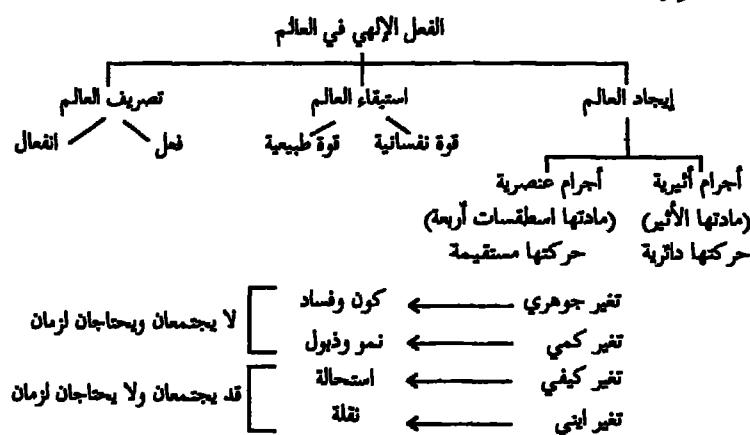 الفعل الإلهي في العالم
إيجاد العالم استيقاء العالم تصريف العالم
قوة نفسانية قوة طبيعية فعل انفعال
أجرام أثيرية أجرام عنصرية
(مادتها الأثير) (مادتها اسطقسات أربعة)
حركتها دائرية حركتها مستقيمة
تغير جوهري كون وفساد
لا يجتمعان ويحتاجان لزمان
تغير كمي نمو وذبول
تغير كيفي استحالة
قد يجتمعان ولا يحتاجان لزمان
تغير ايني نقلة